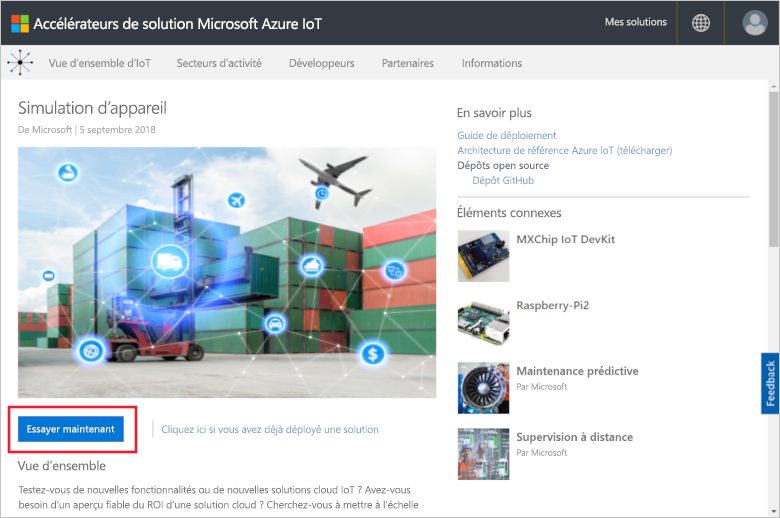 Accélérateurs de solution Microsoft Azure IoT
Mes solutions
Vue d'ensemble d'IoT
Secteurs d'activité
Développeurs
Partenaires
Informations
Simulation d'appareil
De Microsoft | 5 septembre 2018
Essayer maintenant
Cliquez ici si vous avez déjà déployé une solution
Vue d'ensemble
Testez-vous de nouvelles fonctionnalités ou de nouvelles solutions cloud IoT ? Avez-vous
besoin d'un aperçu fiable du ROI d'une solution cloud ? Cherchez-vous à mettre à l'échelle
En savoir plus
Guide de déploiement
Architecture de référence Azure IoT (télécharger)
Dépôts open source
Dépôt GitHub
Éléments connexes
MXChip IoT DevKit
Raspberry-Pi2
Maintenance prédictive
Par Microsoft
Supervision à distance
Par Microsoft
Feedback